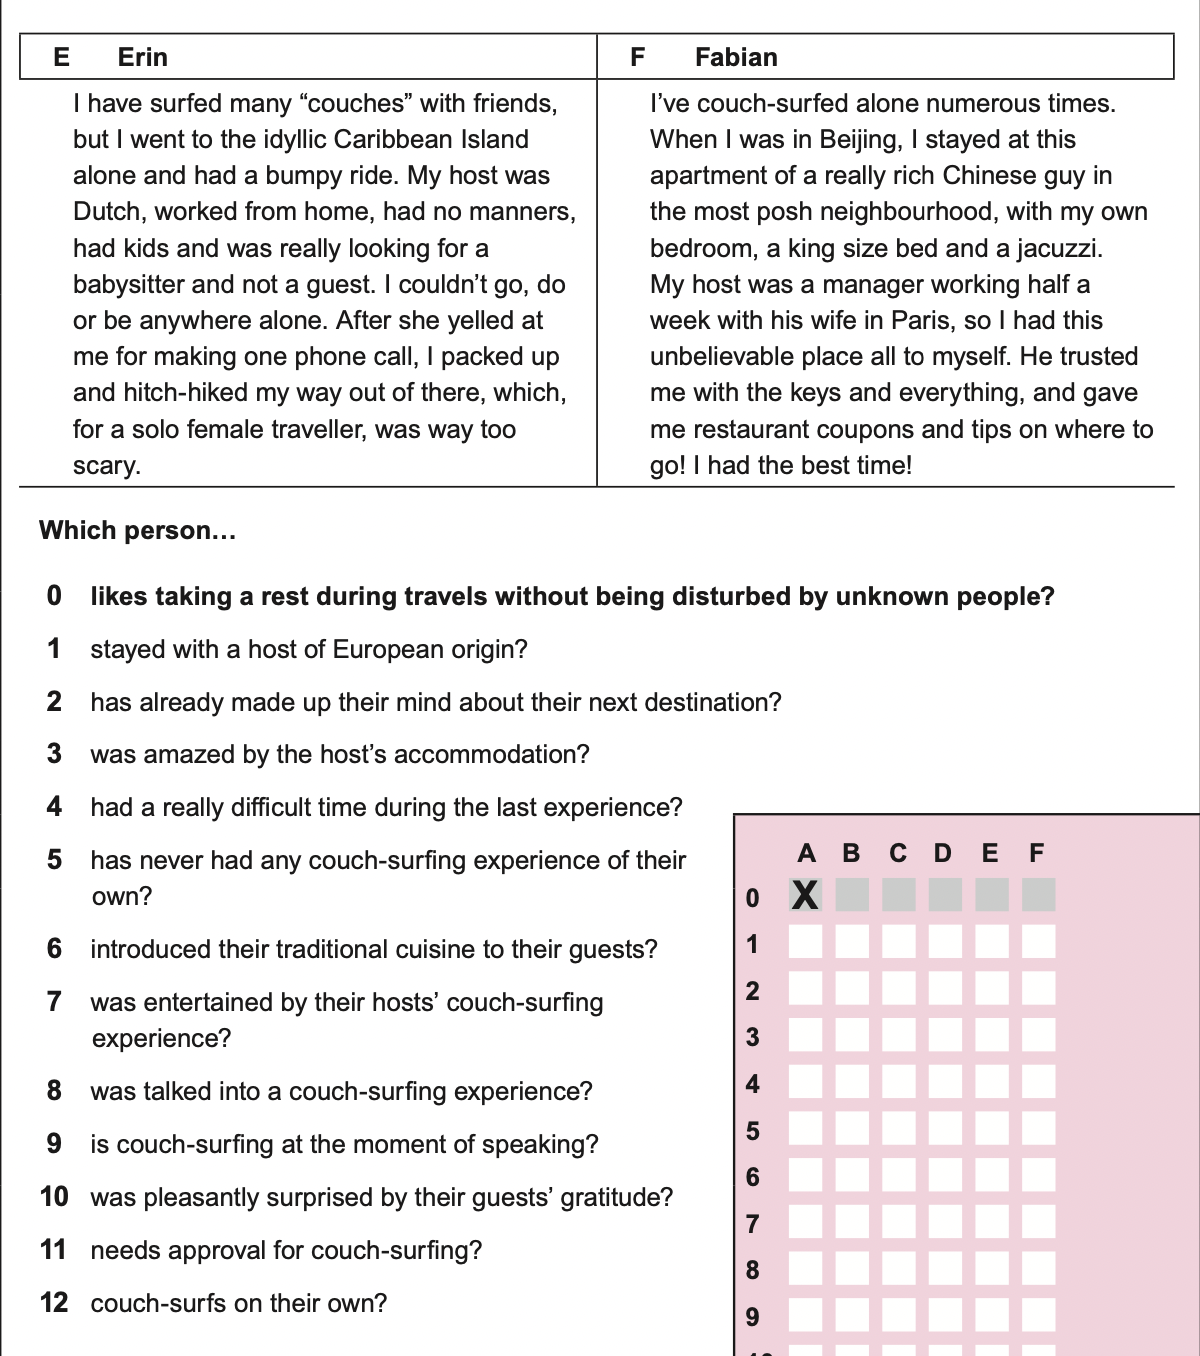 E Erin
I have surfed many “couches” with friends,
but I went to the idyllic Caribbean Island
alone and had a bumpy ride. My host was
Dutch, worked from home, had no manners,
had kids and was really looking for a
babysitter and not a guest. I couldn’t go, do
or be anywhere alone. After she yelled at
me for making one phone call, I packed up
and hitch-hiked my way out of there, which,
for a solo female traveller, was way too
scary.
F Fabian
I’ve couch-surfed alone numerous times.
When I was in Beijing, I stayed at this
apartment of a really rich Chinese guy in
the most posh neighbourhood, with my own
bedroom, a king size bed and a jacuzzi.
My host was a manager working half a
week with his wife in Paris, so I had this
unbelievable place all to myself. He trusted
me with the keys and everything, and gave
me restaurant coupons and tips on where to
go! I had the best time!
Which person…
0 likes taking a rest during travels without being disturbed by unknown people?
1 stayed with a host of European origin?
2 has already made up their mind about their next destination?
3 was amazed by the host’s accommodation?
4 had a really difficult time during the last experience?
5 has never had any couch-surfing experience of their
own?
6 introduced their traditional cuisine to their guests?
7 was entertained by their hosts’ couch-surfing
experience?
8 was talked into a couch-surfing experience?
9 is couch-surfing at the moment of speaking?
10 was pleasantly surprised by their guests’ gratitude?
11 needs approval for couch-surfing?
12 couch-surfs on their own?
A B C D E F
0 X
1
2
3
4
5
6
7
8
9